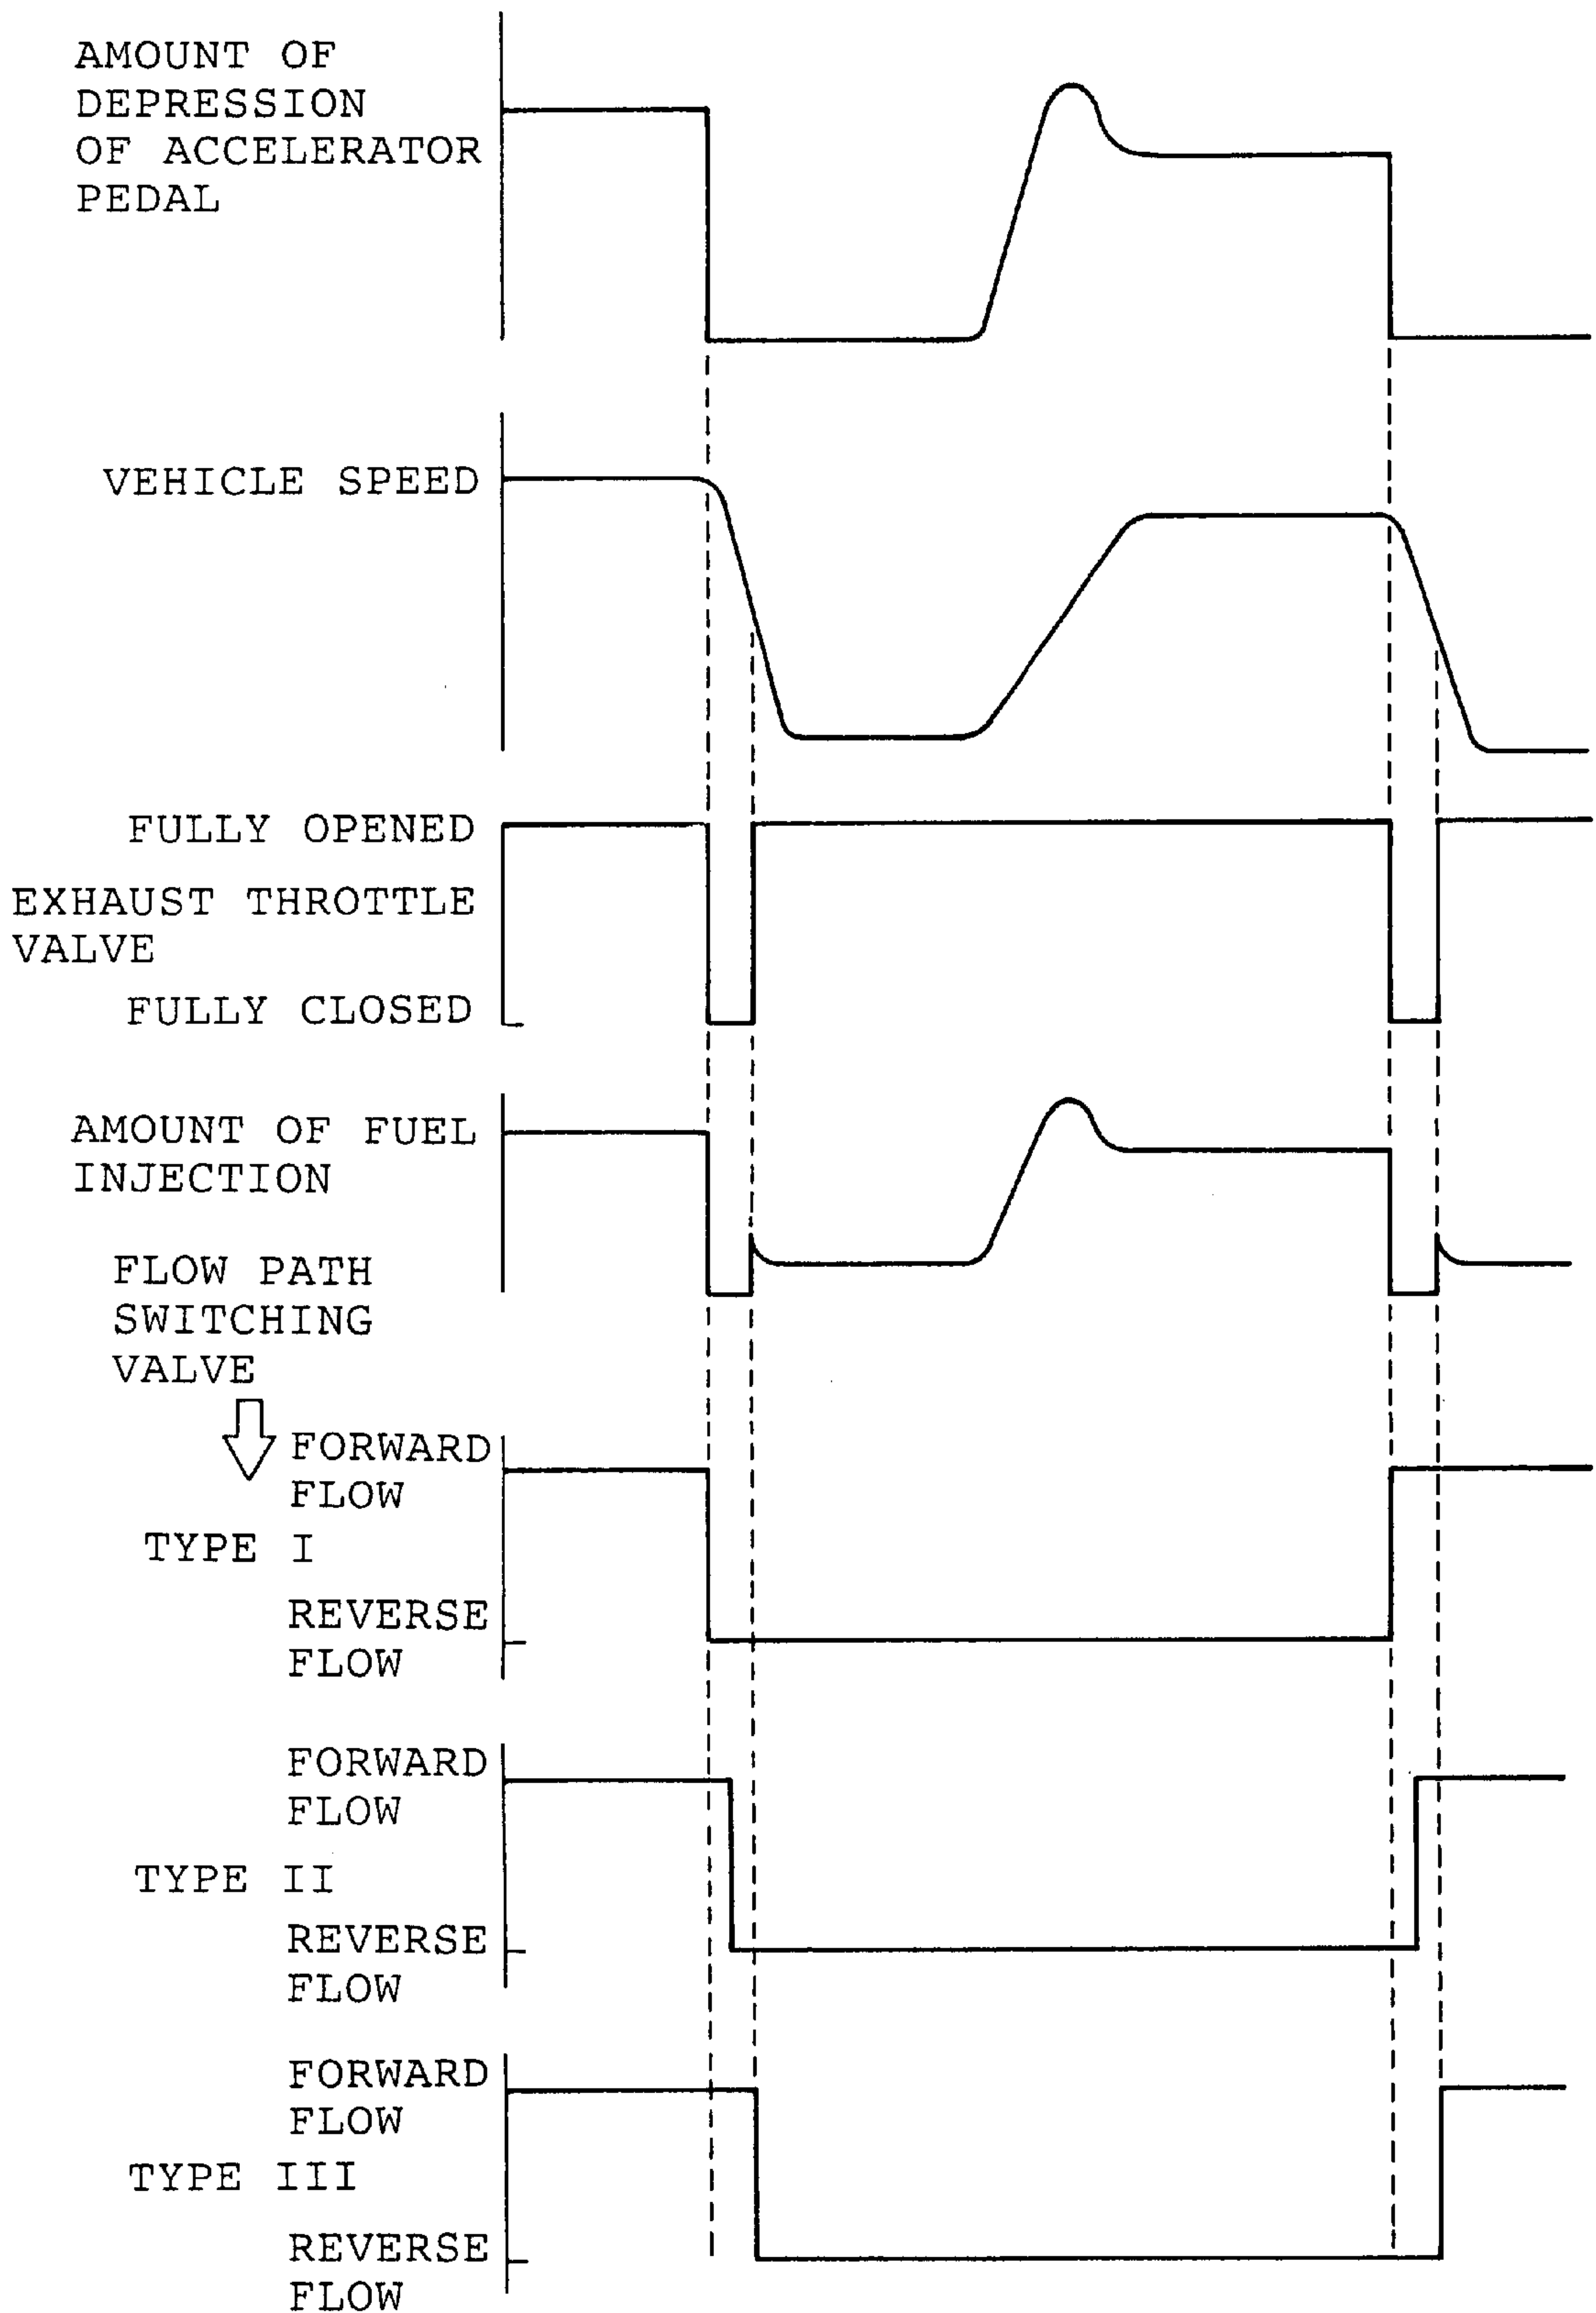 AMOUNT OF
DEPRESSION
OF ACCELERATOR
PEDAL
VEHICLE SPEED
FULLY OPENED
EXHAUST THROTTLE
VALVE
FULLY CLOSED
AMOUNT OF FUEL
INJECTION
FLOW PATH
SWITCHING
VALVE
FORWARD
FLOW
TYPE I
REVERSE
FLOW
FORWARD
FLOW
TYPE II
REVERSE
FLOW
FORWARD
FLOW
TYPE III
REVERSE
FLOW